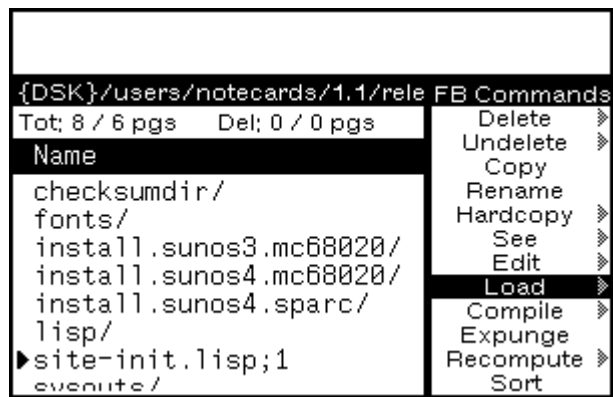 {DSK}/users/notecards/1.1/rele
Tot: 8 / 6 pgs Del: 0 / 0 pgs
Name
checksumdir/
fonts/
install.sunos3.mc68020/
install.sunos4.mc68020/
install.sunos4.sparc/
lisp/
site-init.lisp;1
FB Commands
Delete
Undelete
Copy
Rename
Hardcopy
See
Edit
Load
Compile
Expunge
Recompute
Sort